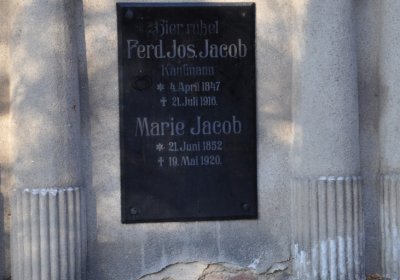 Hier ruhet
Ferd. Jos. Jacob
Kaufmann
* 4. April 1847
† 21. Juli 1916.
Marie Jacob
* 21. Juni 1852
† 19. Mai 1920.